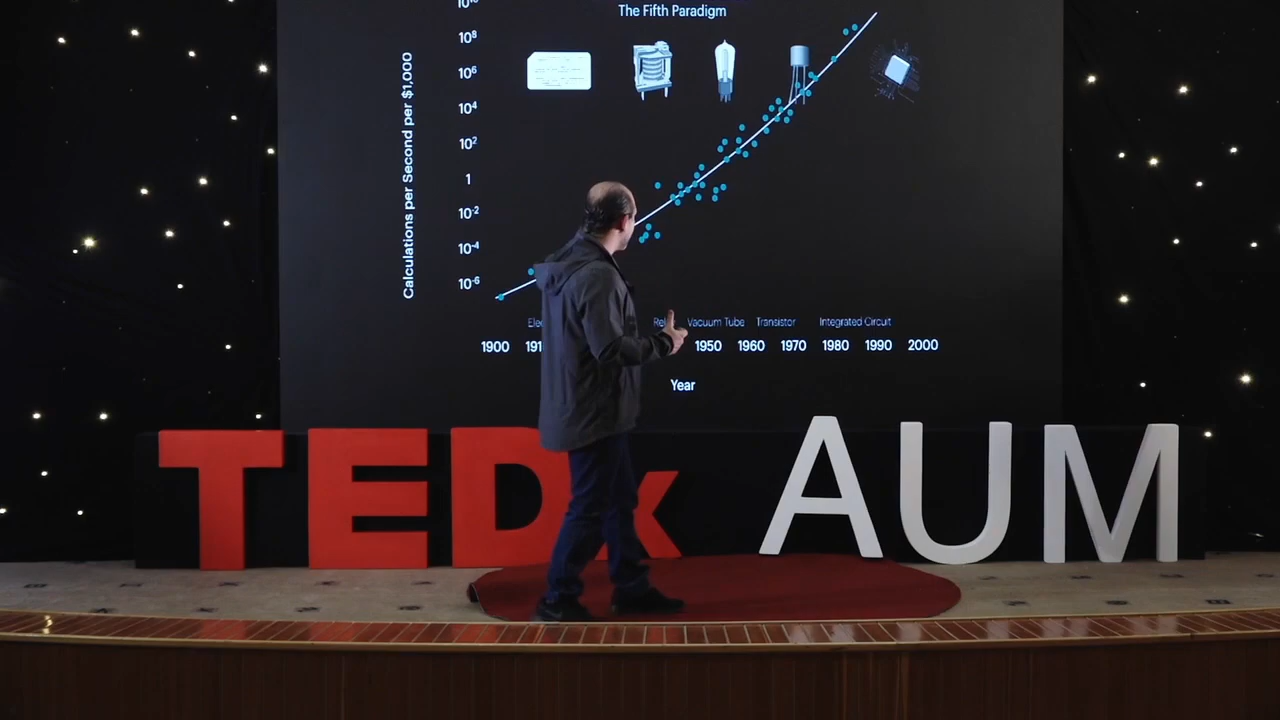 The Fifth Paradigm
Calculations per Second per $1,000
10⁸
10⁶
10⁴
10²
1
10⁻²
10⁻⁴
10⁻⁶
Vacuum Tube Transistor Integrated Circuit
1900 1950 1960 1970 1980 1990 2000
Year
TEDx AUM